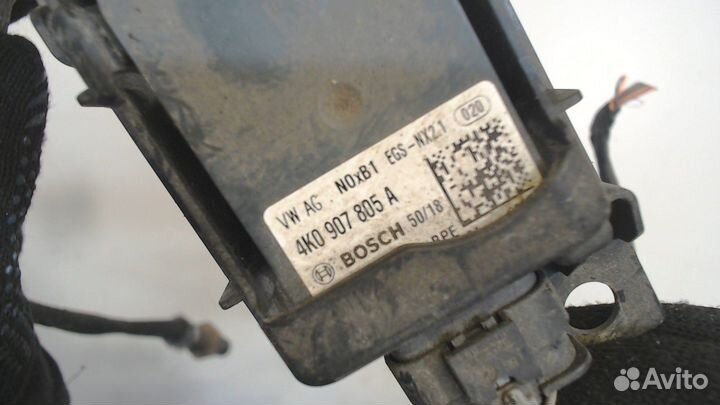 VW AG NOxB1 EGS-NX2.1 020
4K0 907 805 A
BOSCH 50/18
Avito